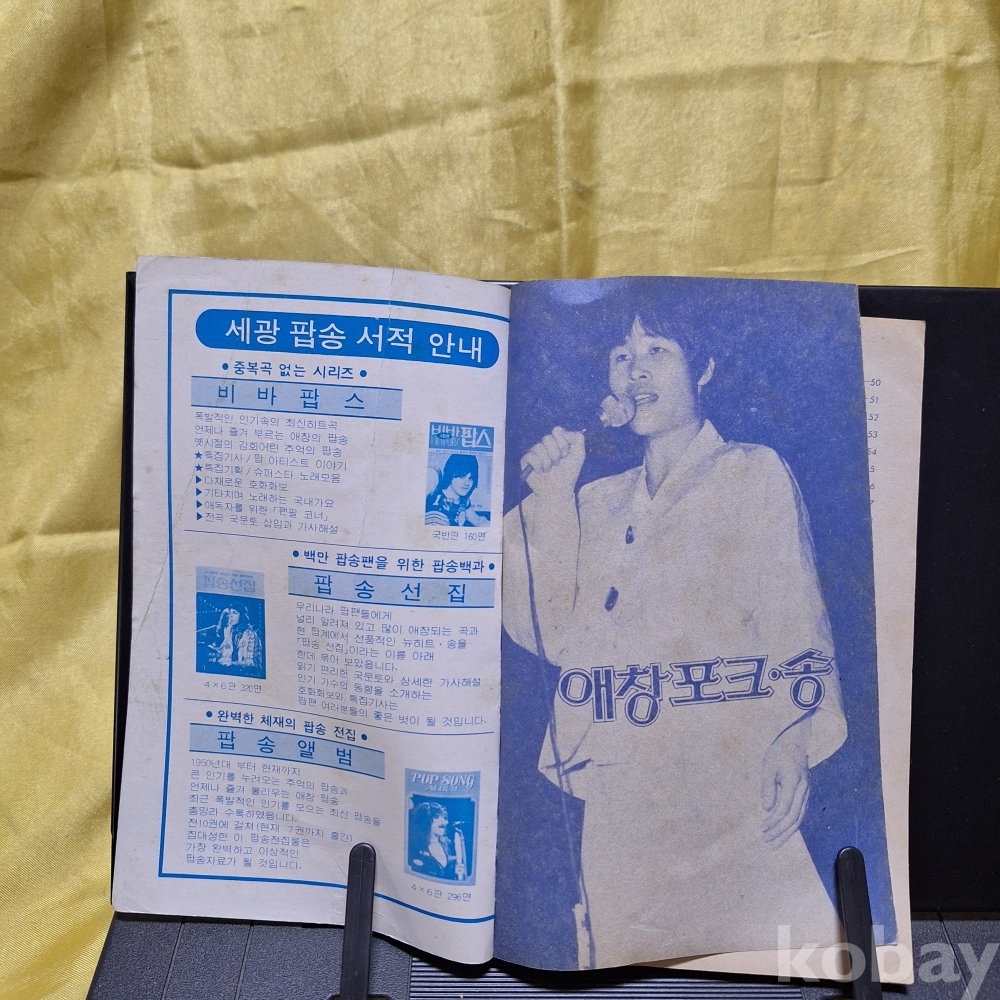 세광 팝송 서적 안내
• 중복곡 없는 시리즈 •
비 바 팝 스
폭발적인 인기속의 최신히트곡
언제나 즐겨 부르는 애창의 팝송
옛시절의 감회어린 추억의 팝송
★특집기사 / 팝 아티스트 이야기
★특집기획 / 슈퍼스타 노래모음
▶다채로운 호화화보
▶기타치며 노래하는 국내가요
▶애독자를 위한 「펜팔 코너」
▶전곡 국문토 삽입과 가사해설
비바팝스
국반판 160면
• 백만 팝송팬을 위한 팝송백과 •
팝 송 선 집
우리나라 팝팬들에게
널리 알려져 있고 많이 애창되는 곡과
현 팝계에서 선풍적인 뉴히트·송을
「팝송 선집」이라는 이름 아래
한데 묶어 보았읍니다.
읽기 편리한 국문토와 상세한 가사해설
인기 가수의 동향을 소개하는
호화화보와 특집기사는
팝팬 여러분들의 좋은 벗이 될 것입니다.
팝송선집
4×6판 320면
• 완벽한 체재의 팝송 전집 •
팝 송 앨 범
1950년대 부터 현재까지
큰 인기를 누려오는 추억의 팝송과
언제나 즐겨 불리우는 애창 팝송
최근 폭발적인 인기를 모으는 최신 팝송을
총망라 수록하였읍니다.
전10권에 걸쳐(현재 7권까지 출간)
집대성한 이 팝송전집물은
가장 완벽하고 이상적인
팝송자료가 될 것입니다.
POP SONG
ALBUM
4×6판 296면
애창포크·송
50
51
52
53
54
5
6
7
kobay